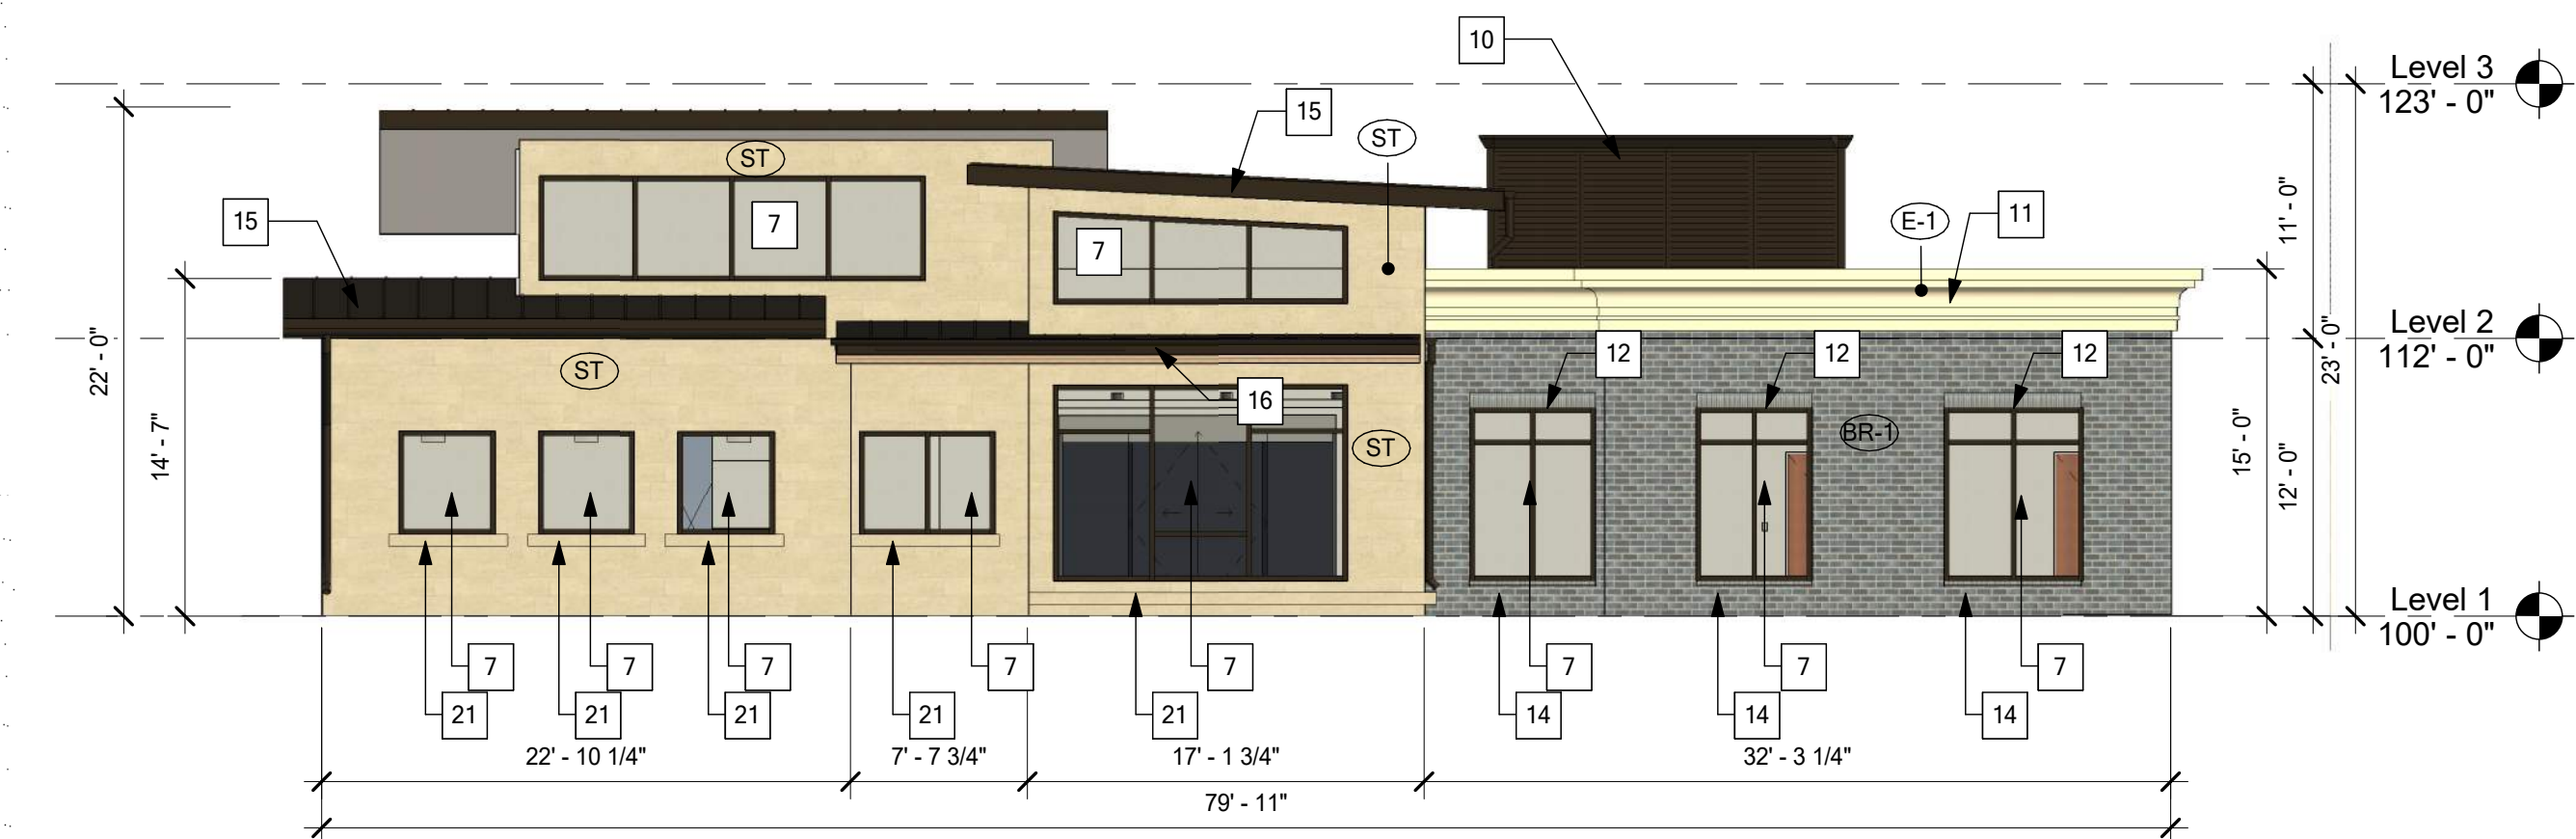 10
Level 3
123' - 0"
15
ST
ST
7
15
7
E-1
11
11' - 0"
22' - 0"
14' - 7"
ST
12
12
12
Level 2
112' - 0"
23' - 0"
16
ST
BR-1
15' - 0"
12' - 0"
Level 1
100' - 0"
7
7
7
7
7
7
7
7
21
21
21
21
21
14
14
14
22' - 10 1/4"
7' - 7 3/4"
17' - 1 3/4"
32' - 3 1/4"
79' - 11"